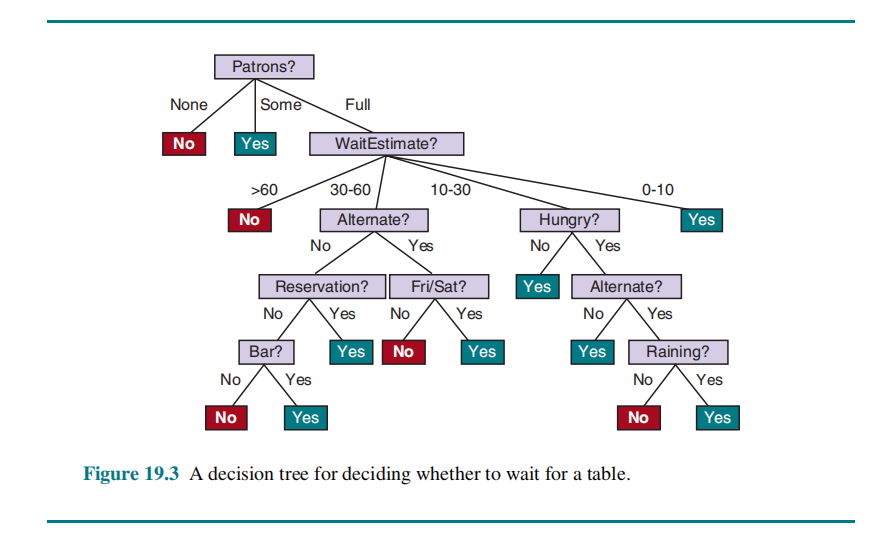 Patrons?
None Some Full
No Yes WaitEstimate?
>60 30-60 10-30 0-10
No Alternate? Hungry? Yes
No Yes No Yes
Reservation? Fri/Sat? Yes Alternate?
No Yes No Yes No Yes
Bar? Yes No Yes Yes Raining?
No Yes No Yes
No Yes No Yes
Figure 19.3 A decision tree for deciding whether to wait for a table.